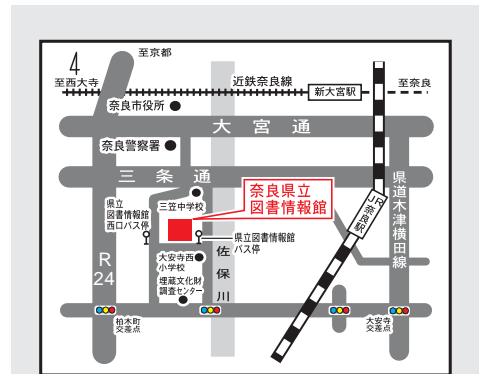 至京都
4
至西大寺
近鉄奈良線
新大宮駅
至奈良
奈良市役所
大宮通
奈良警察署
三条通
三笠中学校
奈良県立
図書情報館
県立
図書情報館
西口バス停
県立図書情報館
バス停
JR奈良駅
県道木津横田線
大安寺西
小学校
佐保川
埋蔵文化財
調査センター
R
24
柏木町
交差点
大安寺
交差点